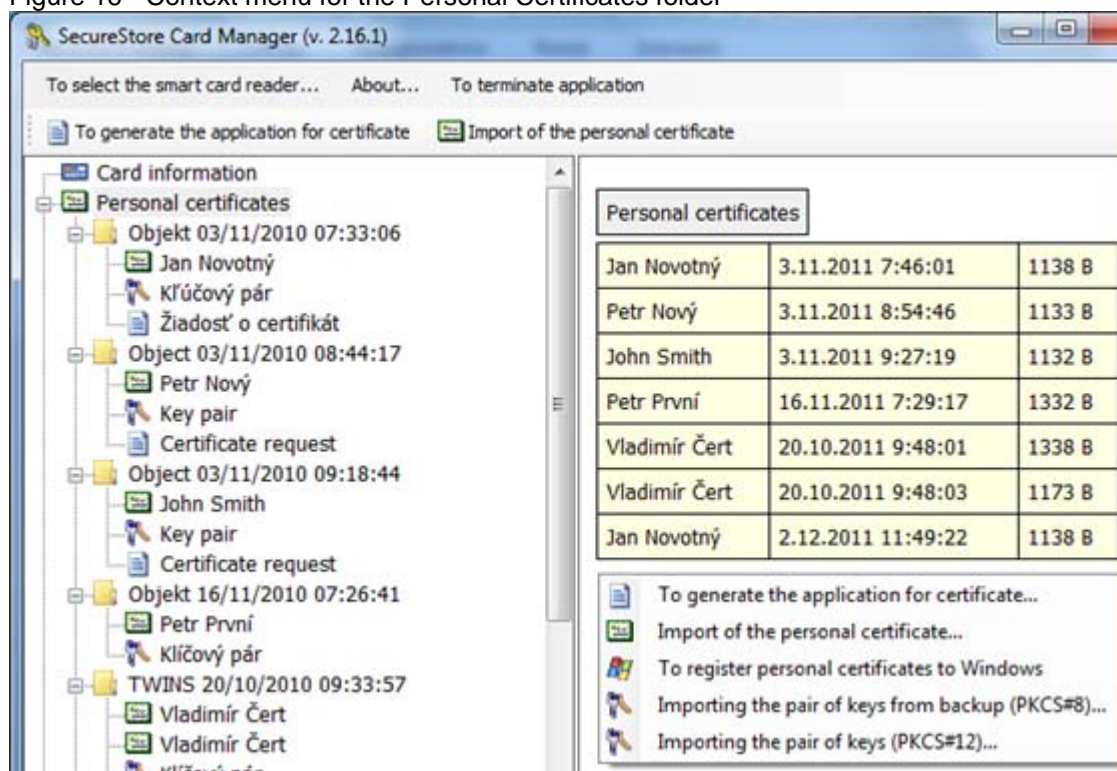 Figure 16 - Context menu for the Personal Certificates folder
SecureStore Card Manager (v. 2.16.1)
To select the smart card reader... About... To terminate application
To generate the application for certificate Import of the personal certificate
Card information
Personal certificates
Objekt 03/11/2010 07:33:06
Jan Novotný
Kľúčový pár
Žiadosť o certifikát
Object 03/11/2010 08:44:17
Petr Nový
Key pair
Certificate request
Object 03/11/2010 09:18:44
John Smith
Key pair
Certificate request
Objekt 16/11/2010 07:26:41
Petr První
Klíčový pár
TWINS 20/10/2010 09:33:57
Vladimír Čert
Vladimír Čert
Klíčový pár
Personal certificates
Jan Novotný 3.11.2011 7:46:01 1138 B
Petr Nový 3.11.2011 8:54:46 1133 B
John Smith 3.11.2011 9:27:19 1132 B
Petr První 16.11.2011 7:29:17 1332 B
Vladimír Čert 20.10.2011 9:48:01 1338 B
Vladimír Čert 20.10.2011 9:48:03 1173 B
Jan Novotný 2.12.2011 11:49:22 1138 B
To generate the application for certificate...
Import of the personal certificate...
To register personal certificates to Windows
Importing the pair of keys from backup (PKCS#8)...
Importing the pair of keys (PKCS#12)...